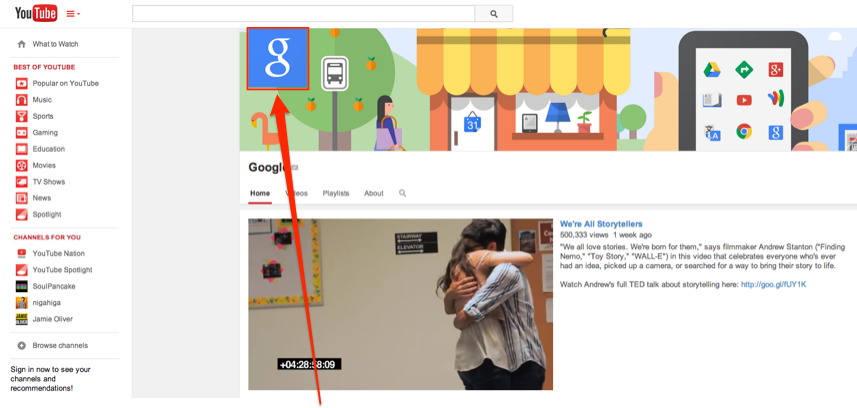 YouTube
What to Watch
BEST OF YOUTUBE
Popular on YouTube
Music
Sports
Gaming
Education
Movies
TV Shows
News
Spotlight
CHANNELS FOR YOU
YouTube Nation
YouTube Spotlight
SoulPancake
nigahiga
JAMIE
OLIVER
Jamie Oliver
Browse channels
Sign in now to see your
channels and
recommendations!
g
31
g+
A
g
Google
Home
Playlists
About
STAIRWAY
ELEVATOR
+04:28:58:09
We're All Storytellers
500,333 views 1 week ago
"We all love stories. We're born for them," says filmmaker Andrew Stanton ("Finding
Nemo," "Toy Story," "WALL-E") in this video that celebrates everyone who's ever
had an idea, picked up a camera, or searched for a way to bring their story to life.
Watch Andrew's full TED talk about storytelling here: http://goo.gl/fUY1K